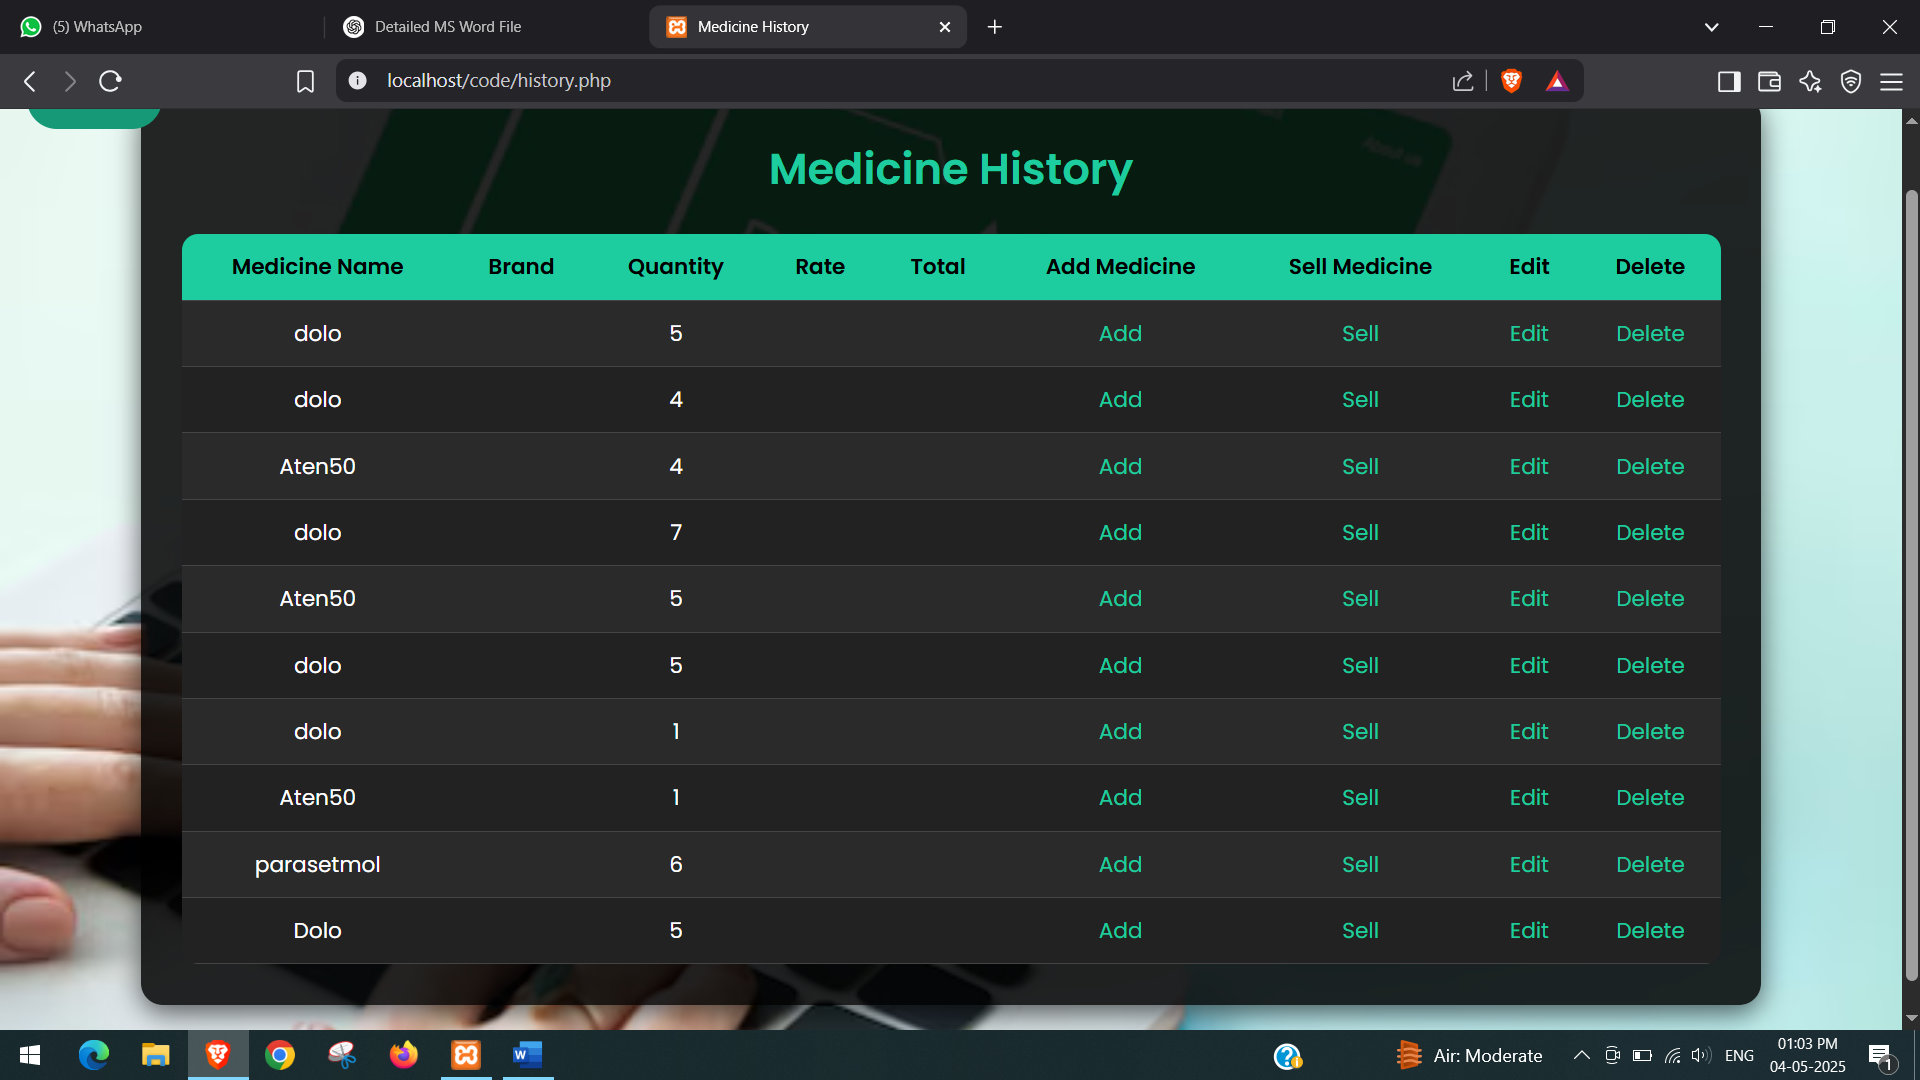 (5) WhatsApp
Detailed MS Word File
Medicine History
localhost/code/history.php
About us
Medicine History
Medicine Name Brand Quantity Rate Total Add Medicine Sell Medicine Edit Delete
dolo 5 Add Sell Edit Delete
dolo 4 Add Sell Edit Delete
Aten50 4 Add Sell Edit Delete
dolo 7 Add Sell Edit Delete
Aten50 5 Add Sell Edit Delete
dolo 5 Add Sell Edit Delete
dolo 1 Add Sell Edit Delete
Aten50 1 Add Sell Edit Delete
parasetmol 6 Add Sell Edit Delete
Dolo 5 Add Sell Edit Delete
Air: Moderate
ENG
01:03 PM
04-05-2025
1